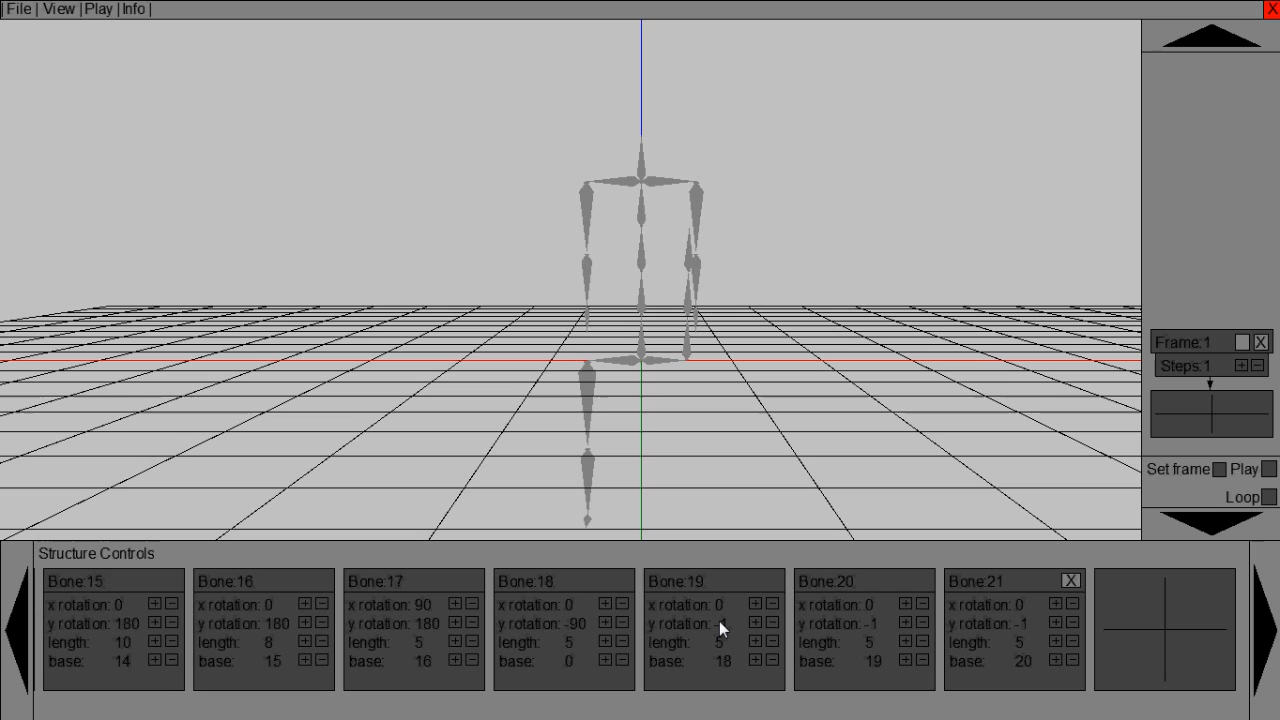 | File | View | Play | Info |
X
Frame:1 X
Steps:1 + −
Set frame Play
Loop
Structure Controls
Bone:15
x rotation: 0 + −
y rotation: 180 + −
length: 10 + −
base: 14 + −
Bone:16
x rotation: 0 + −
y rotation: 180 + −
length: 8 + −
base: 15 + −
Bone:17
x rotation: 90 + −
y rotation: 180 + −
length: 5 + −
base: 16 + −
Bone:18
x rotation: 0 + −
y rotation: -90 + −
length: 5 + −
base: 0 + −
Bone:19
x rotation: 0 + −
y rotation: + −
length: 5 + −
base: 18 + −
Bone:20
x rotation: 0 + −
y rotation: -1 + −
length: 5 + −
base: 19 + −
Bone:21 X
x rotation: 0 + −
y rotation: -1 + −
length: 5 + −
base: 20 + −